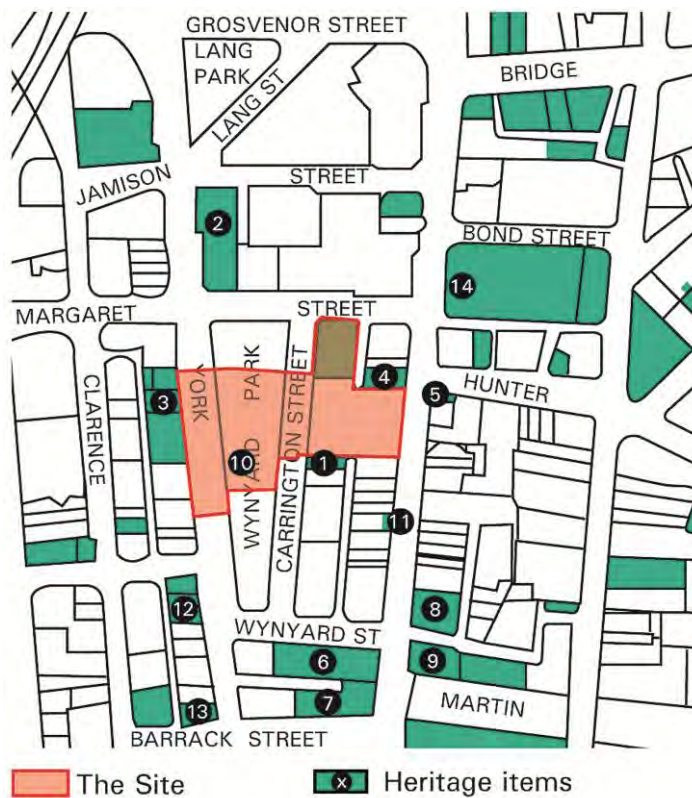 GROSVENOR STREET
LANG
PARK
LANG ST
BRIDGE
JAMISON
STREET
2
BOND STREET
14
MARGARET
STREET
CLARENCE
YORK
WYNYARD PARK
CARRINGTON STREET
4
HUNTER
5
3
10
1
11
12
8
WYNYARD ST
6
9
7
MARTIN
13
BARRACK STREET
The Site
x Heritage items